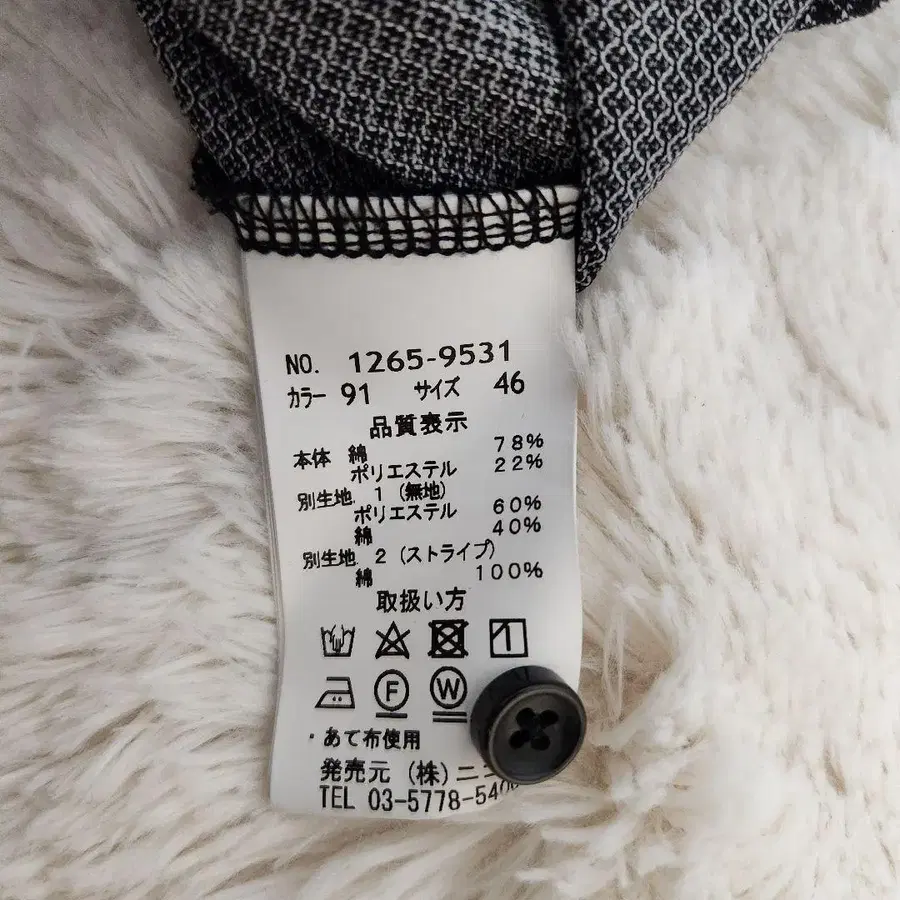 NO. 1265-9531
カラー 91 サイズ 46
品質表示
本体 綿 78%
ポリエステル 22%
別生地. 1 (無地)
ポリエステル 60%
綿 40%
別生地. 2 (ストライプ)
綿 100%
取扱い方
F W
・あて布使用
発売元 (株)
TEL 03-5778-54